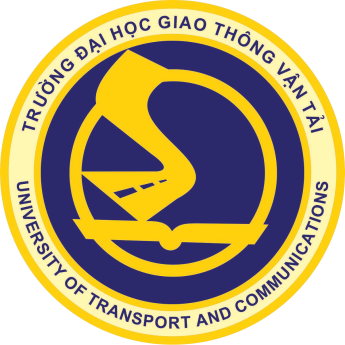 TRƯỜNG ĐẠI HỌC GIAO THÔNG VẬN TẢI
UNIVERSITY OF TRANSPORT AND COMMUNICATIONS